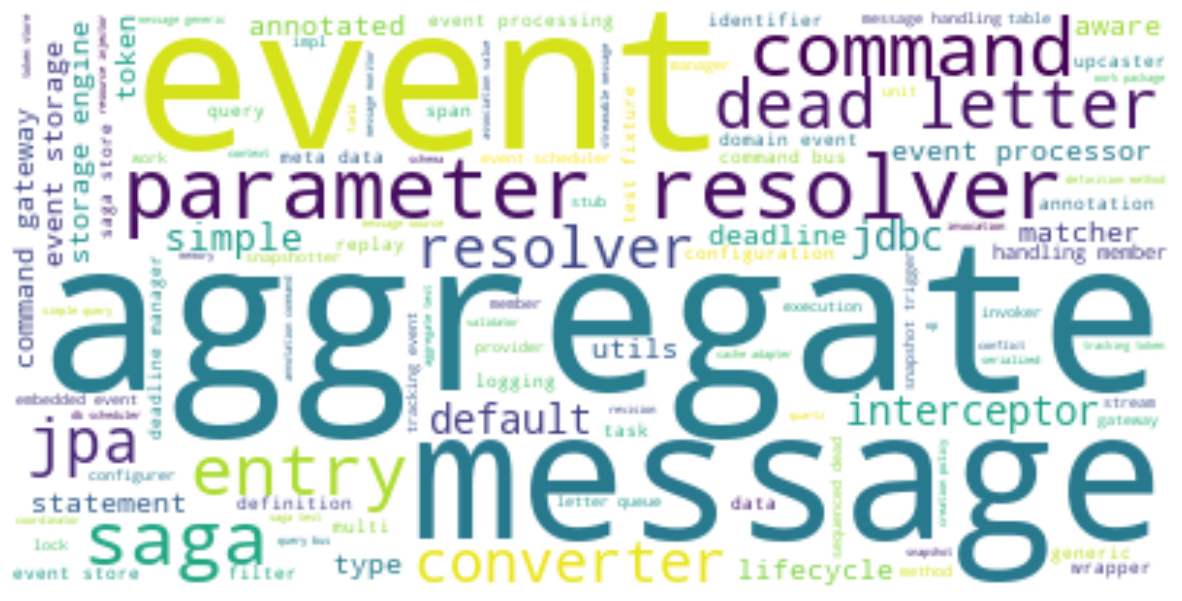 message generic
annotated
event processing
identifier
message handling
table
aware
event
command
impl
token
manager
upcaster
work package
query
span
unit
dead letter
domain event
work
context
meta data
schema
event scheduler
command bus
event processor
parameter resolver
definition method
stub
annotation
message source
invocation
simple
replay
resolver
deadline
jdbc
matcher
memory
snapshotter
configuration
handling member
token store
resource injector
storage engine
event storage
command gateway
saga store
message monitor
association value
streamable message
test fixture
task
aggregate
simple query
deadline manager
annotation command
tracking event
aggregate test
member
validator
provider
utils
logging
execution
cache adapter
snapshot trigger
op
invoker
conflict
serialized
tracking token
embedded event
db scheduler
jpa
default
revision
task
quartz
interceptor
stream
gateway
configurer
entry
message
statement
definition
letter queue
data
sequenced dead
creation policy
coordinator
saga test
multi
saga
lock
query bus
snapshot
generic
event store
filter
type
converter
lifecycle
method
wrapper